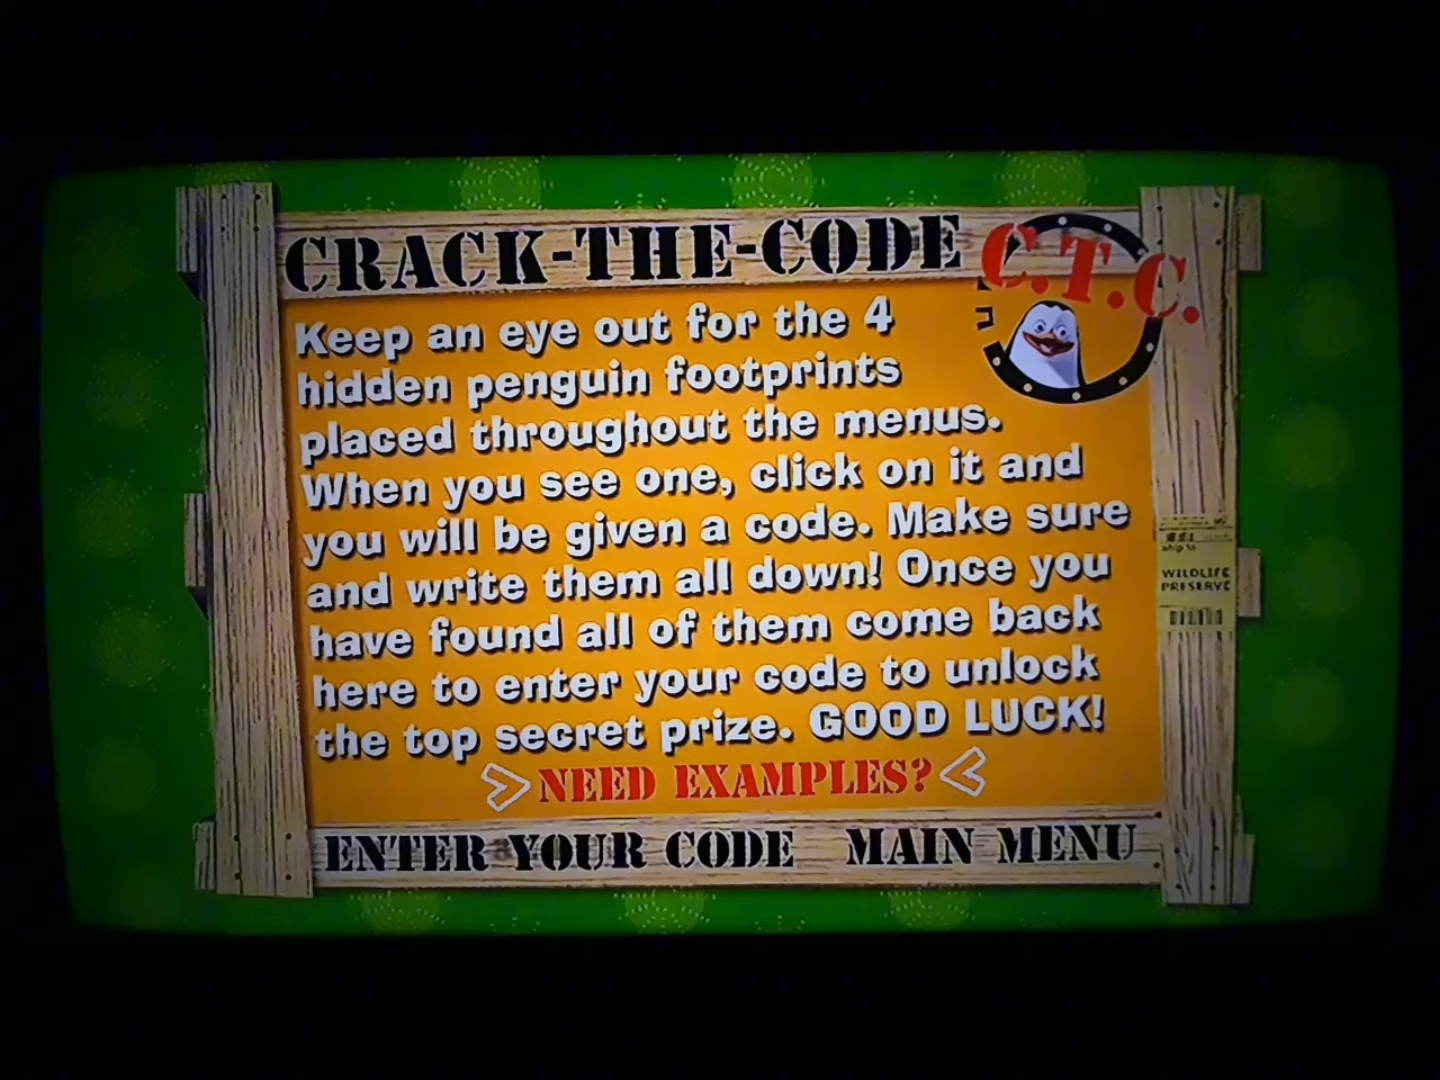 CRACK-THE-CODE
C.T.C.
Keep an eye out for the 4
hidden penguin footprints
placed throughout the menus.
When you see one, click on it and
you will be given a code. Make sure
and write them all down! Once you
have found all of them come back
here to enter your code to unlock
the top secret prize. GOOD LUCK!
NEED EXAMPLES?
ENTER YOUR CODE MAIN MENU
ship to
WILDLIFE
PRESERVE